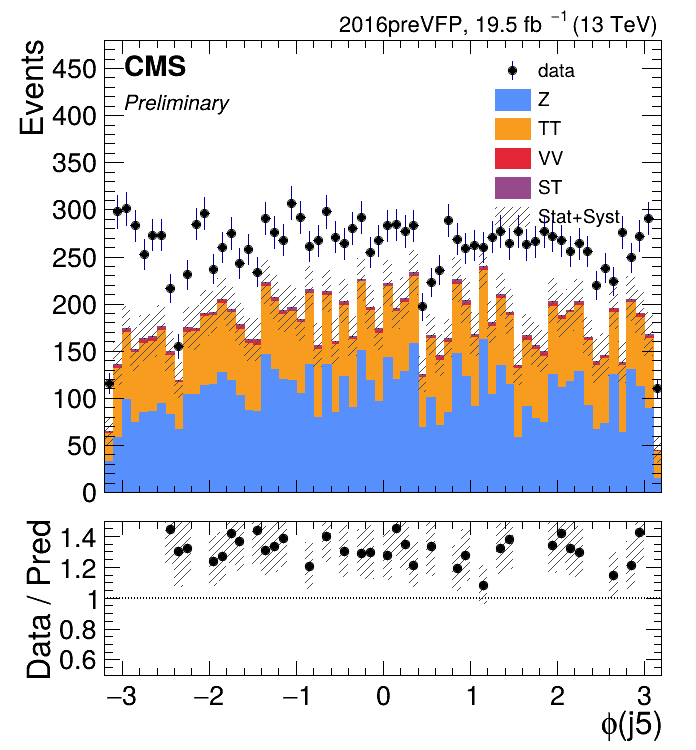 2016preVFP, 19.5 fb⁻¹ (13 TeV)
CMS
Preliminary
Events
data
Z
TT
VV
ST
Stat+Syst
450
400
350
300
250
200
150
100
50
0
Data / Pred
1.4
1.2
1
0.8
0.6
−3 −2 −1 0 1 2 3
ϕ(j5)